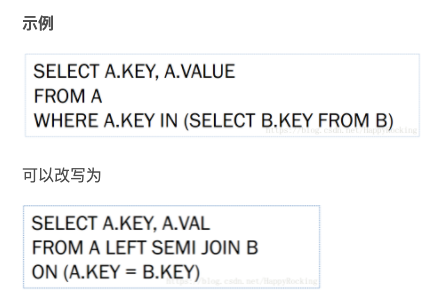 示例
SELECT A.KEY, A.VALUE
FROM A
WHERE A.KEY IN (SELECT B.KEY FROM B)
可以改写为
SELECT A.KEY, A.VAL
FROM A LEFT SEMI JOIN B
ON (A.KEY = B.KEY)